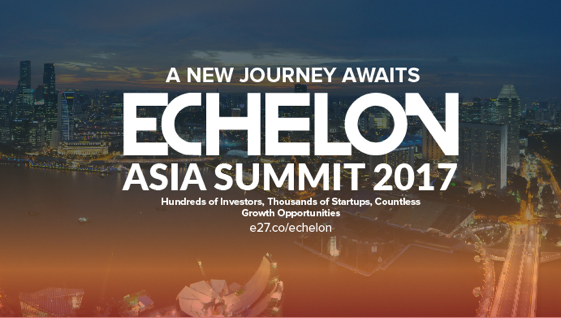 A NEW JOURNEY AWAITS
ECHELON
ASIA SUMMIT 2017
Hundreds of Investors, Thousands of Startups, Countless
Growth Opportunities
e27.co/echelon